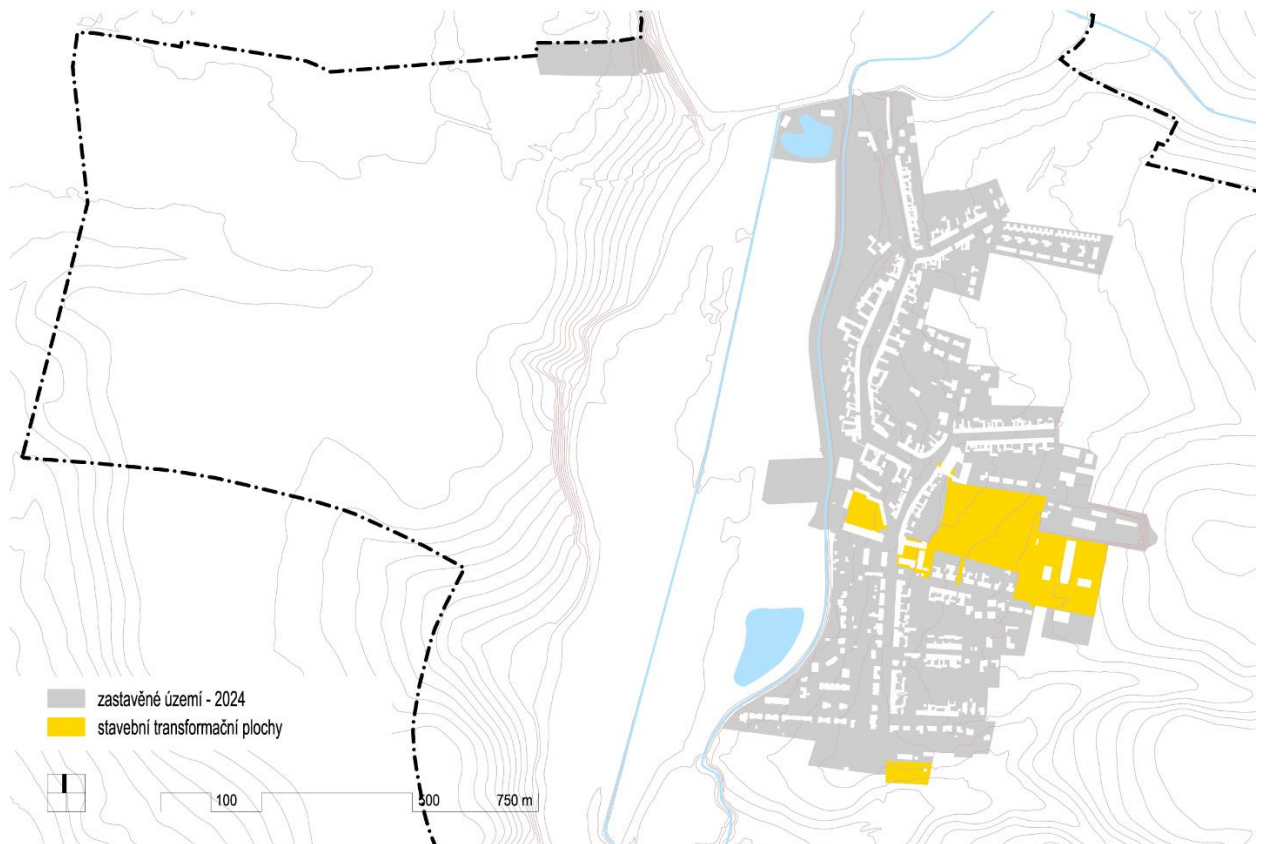 zastavěné území - 2024
stavební transformační plochy
100 500 750 m